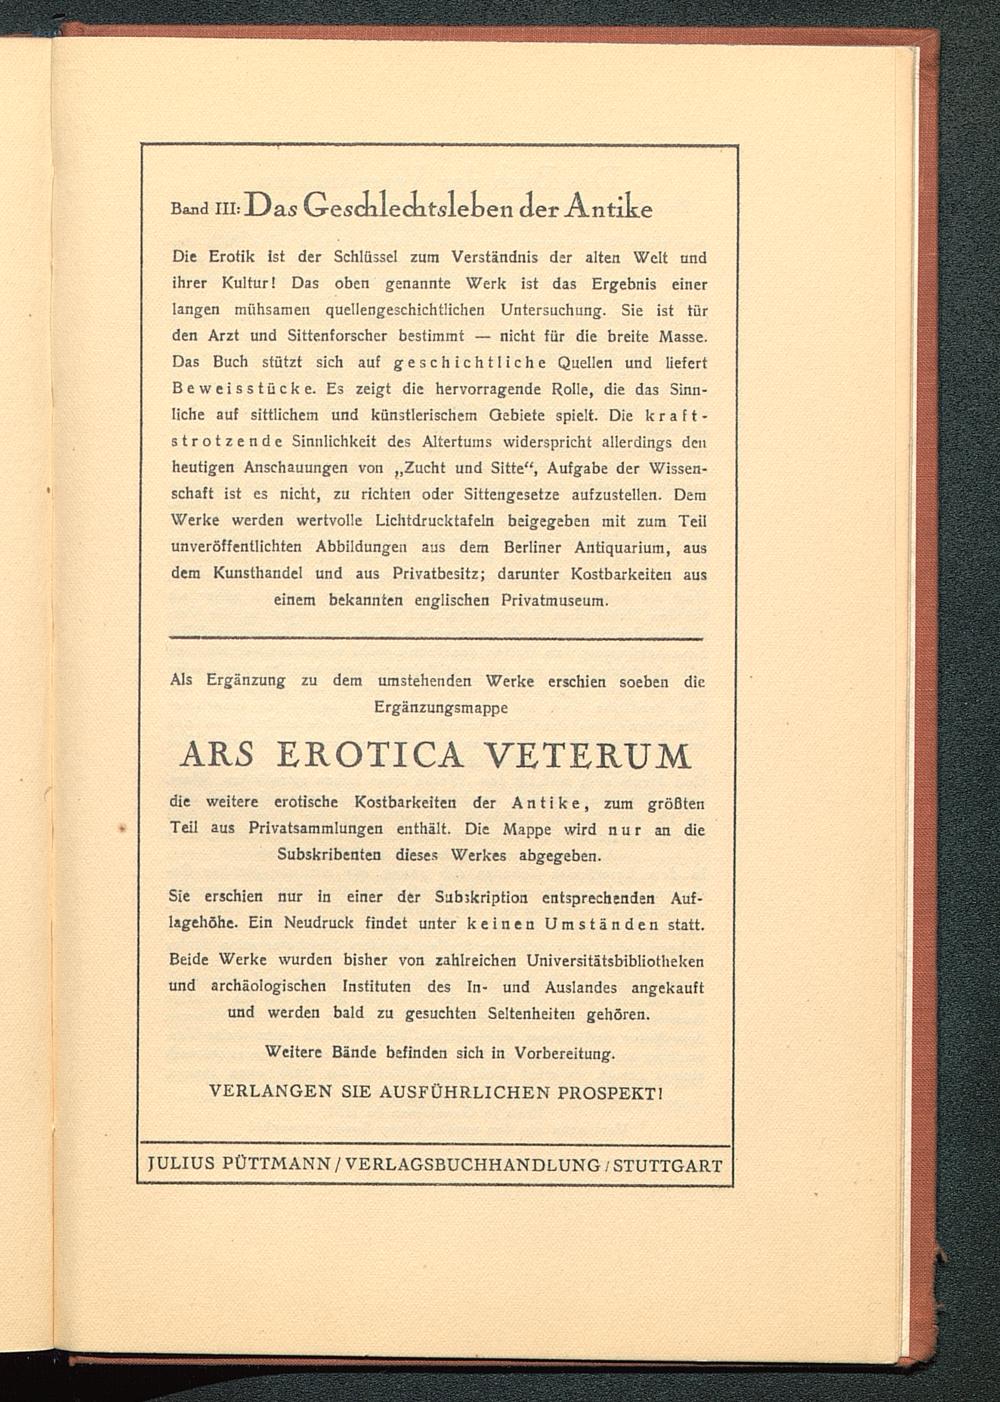 Band III: Das Geschlechtsleben der Antike
Die Erotik ist der Schlüssel zum Verständnis der alten Welt und
ihrer Kultur! Das oben genannte Werk ist das Ergebnis einer
langen mühsamen quellengeschichtlichen Untersuchung. Sie ist für
den Arzt und Sittenforscher bestimmt — nicht für die breite Masse.
Das Buch stützt sich auf geschichtliche Quellen und liefert
Beweisstücke. Es zeigt die hervorragende Rolle, die das Sinn-
liche auf sittlichem und künstlerischem Gebiete spielt. Die kraft-
strotzende Sinnlichkeit des Altertums widerspricht allerdings den
heutigen Anschauungen von „Zucht und Sitte“, Aufgabe der Wissen-
schaft ist es nicht, zu richten oder Sittengesetze aufzustellen. Dem
Werke werden wertvolle Lichtdrucktafeln beigegeben mit zum Teil
unveröffentlichten Abbildungen aus dem Berliner Antiquarium, aus
dem Kunsthandel und aus Privatbesitz; darunter Kostbarkeiten aus
einem bekannten englischen Privatmuseum.
Als Ergänzung zu dem umstehenden Werke erschien soeben die
Ergänzungsmappe
ARS EROTICA VETERUM
die weitere erotische Kostbarkeiten der Antike, zum größten
Teil aus Privatsammlungen enthält. Die Mappe wird nur an die
Subskribenten dieses Werkes abgegeben.
Sie erschien nur in einer der Subskription entsprechenden Auf-
lagehöhe. Ein Neudruck findet unter keinen Umständen statt.
Beide Werke wurden bisher von zahlreichen Universitätsbibliotheken
und archäologischen Instituten des In- und Auslandes angekauft
und werden bald zu gesuchten Seltenheiten gehören.
Weitere Bände befinden sich in Vorbereitung.
VERLANGEN SIE AUSFÜHRLICHEN PROSPEKT!
JULIUS PÜTTMANN / VERLAGSBUCHHANDLUNG / STUTTGART